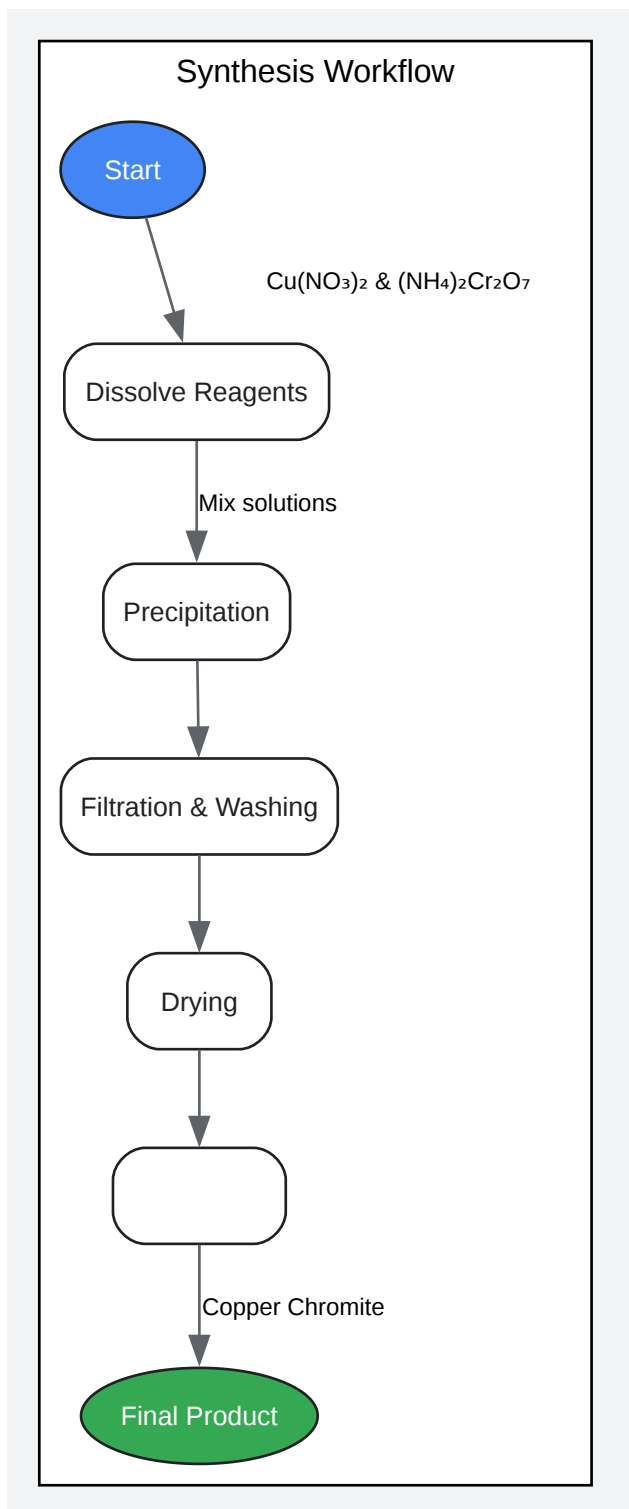 Synthesis Workflow
Start
Cu(NO₃)₂ & (NH₄)₂Cr₂O₇
Dissolve Reagents
Mix solutions
Precipitation
Filtration & Washing
Drying
Copper Chromite
Final Product